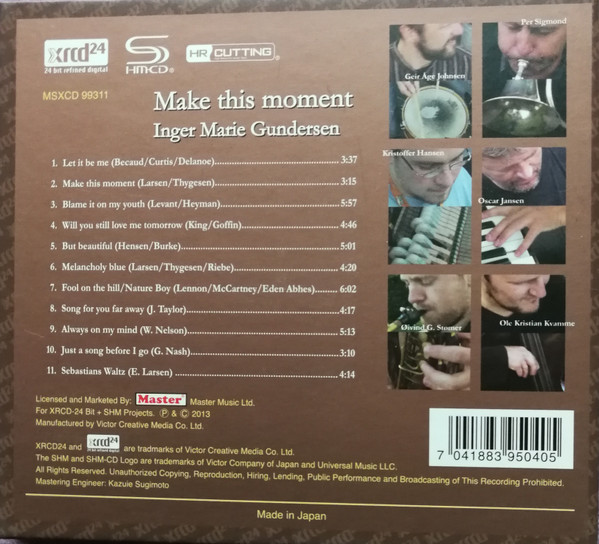 xrcd24
24 bit refined digital
SHMCD®
HR CUTTING
MSXCD 99311
Make this moment
Inger Marie Gundersen
1. Let it be me (Becaud/Curtis/Delanoe) 3:37
2. Make this moment (Larsen/Thygesen) 3:15
3. Blame it on my youth (Levant/Heyman) 5:57
4. Will you still love me tomorrow (King/Goffin) 4:46
5. But beautiful (Hensen/Burke) 5:01
6. Melancholy blue (Larsen/Thygesen/Riebe) 4:20
7. Fool on the hill/Nature Boy (Lennon/McCartney/Eden Abhes) 6:02
8. Song for you far away (J. Taylor) 4:17
9. Always on my mind (W. Nelson) 5:13
10. Just a song before I go (G. Nash) 3:10
11. Sebastians Waltz (E. Larsen) 4:14
Per Sigmond
Geir Åge Johnsen
Kristoffer Hansen
Oscar Jansen
Øivind G. Stomer
Ole Kristian Kvamme
Licensed and Marketed By: Master Master Music Ltd.
For XRCD-24 Bit + SHM Projects. ℗ & © 2013
Manufactured by Victor Creative Media Co. Ltd.
XRCD24 and xrcd24 are tradmarks of Victor Creative Media Co. Ltd.
The SHM and SHM-CD Logo are trademarks of Victor Company of Japan and Universal Music LLC.
All Rights Reserved. Unauthorized Copying, Reproduction, Hiring, Lending, Public Performance and Broadcasting of This Recording Prohibited.
Mastering Engineer: Kazuie Sugimoto
7 041883 950405
Made in Japan